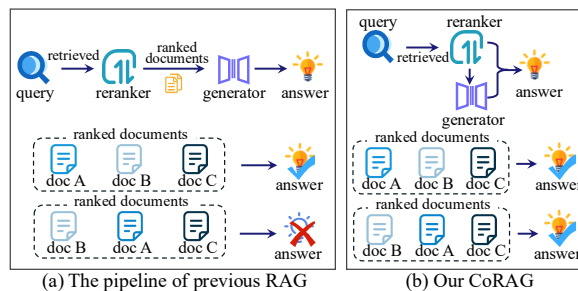 retrieved
ranked
documents
query
reranker
generator
answer
ranked documents
doc A
doc B
doc C
answer
ranked documents
doc B
doc A
doc C
answer
(a) The pipeline of previous RAG
reranker
query
retrieved
generator
answer
ranked documents
doc A
doc B
doc C
answer
ranked documents
doc B
doc A
doc C
answer
(b) Our CoRAG